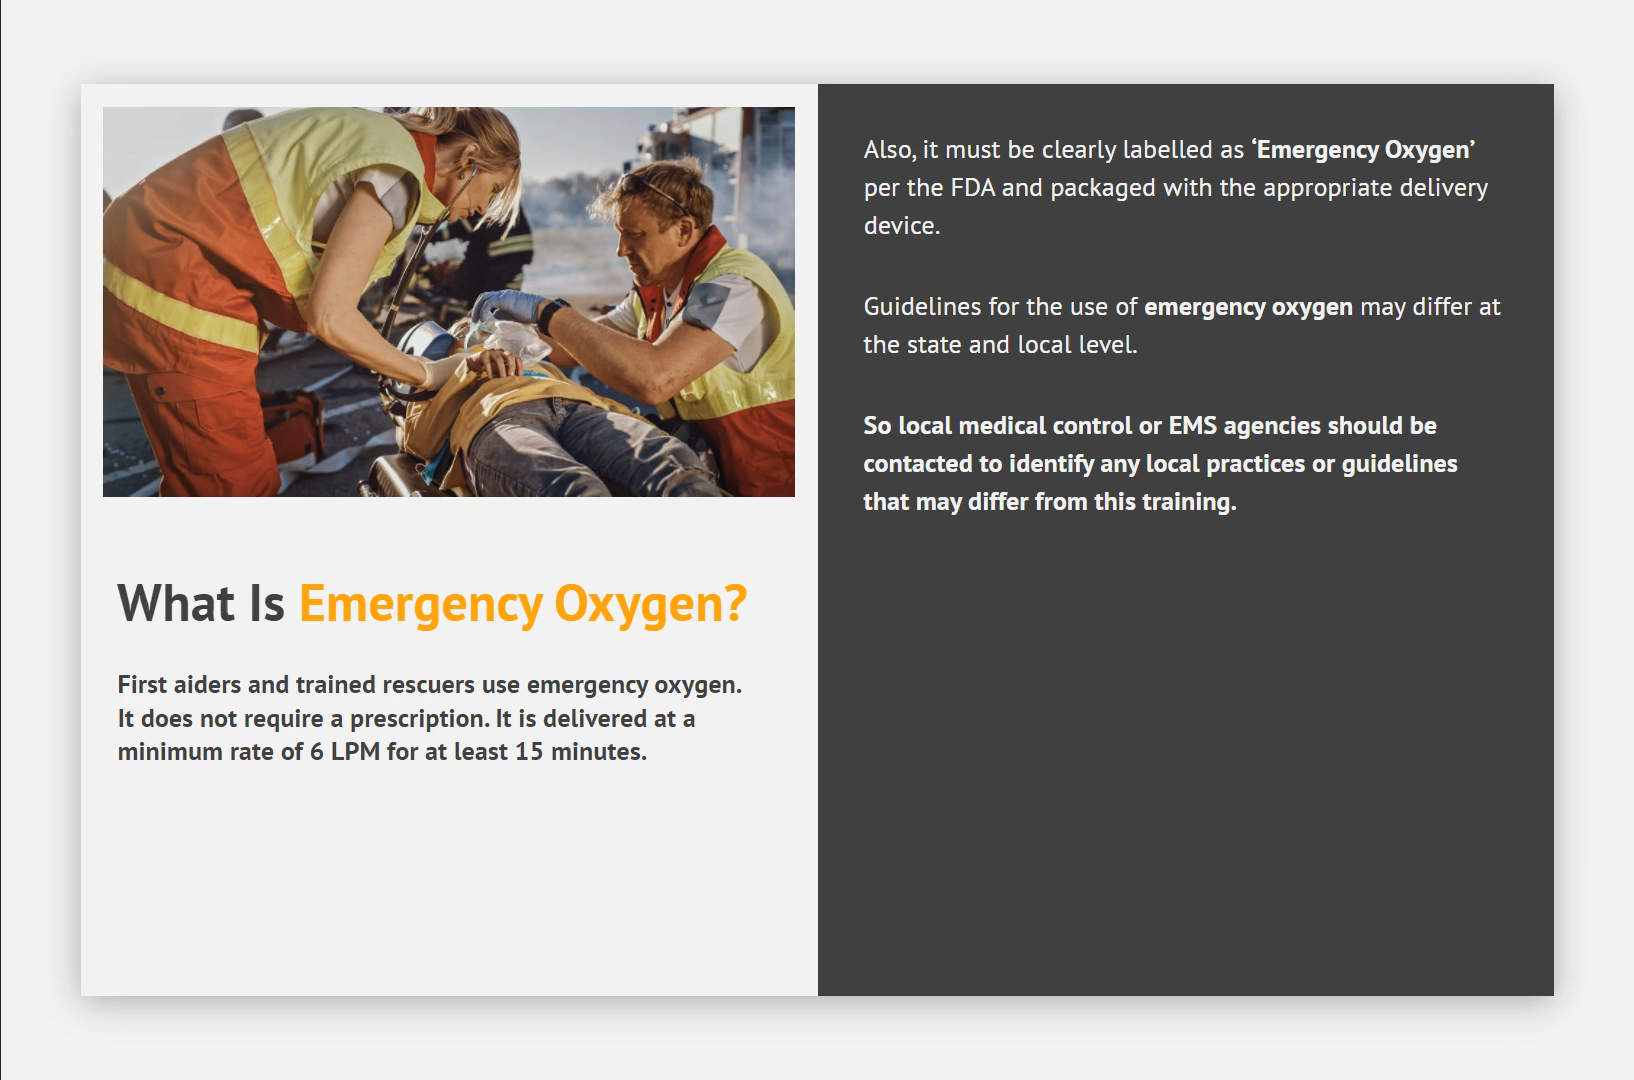 What Is Emergency Oxygen?
First aiders and trained rescuers use emergency oxygen.
It does not require a prescription. It is delivered at a
minimum rate of 6 LPM for at least 15 minutes.
Also, it must be clearly labelled as ‘Emergency Oxygen’
per the FDA and packaged with the appropriate delivery
device.
Guidelines for the use of emergency oxygen may differ at
the state and local level.
So local medical control or EMS agencies should be
contacted to identify any local practices or guidelines
that may differ from this training.